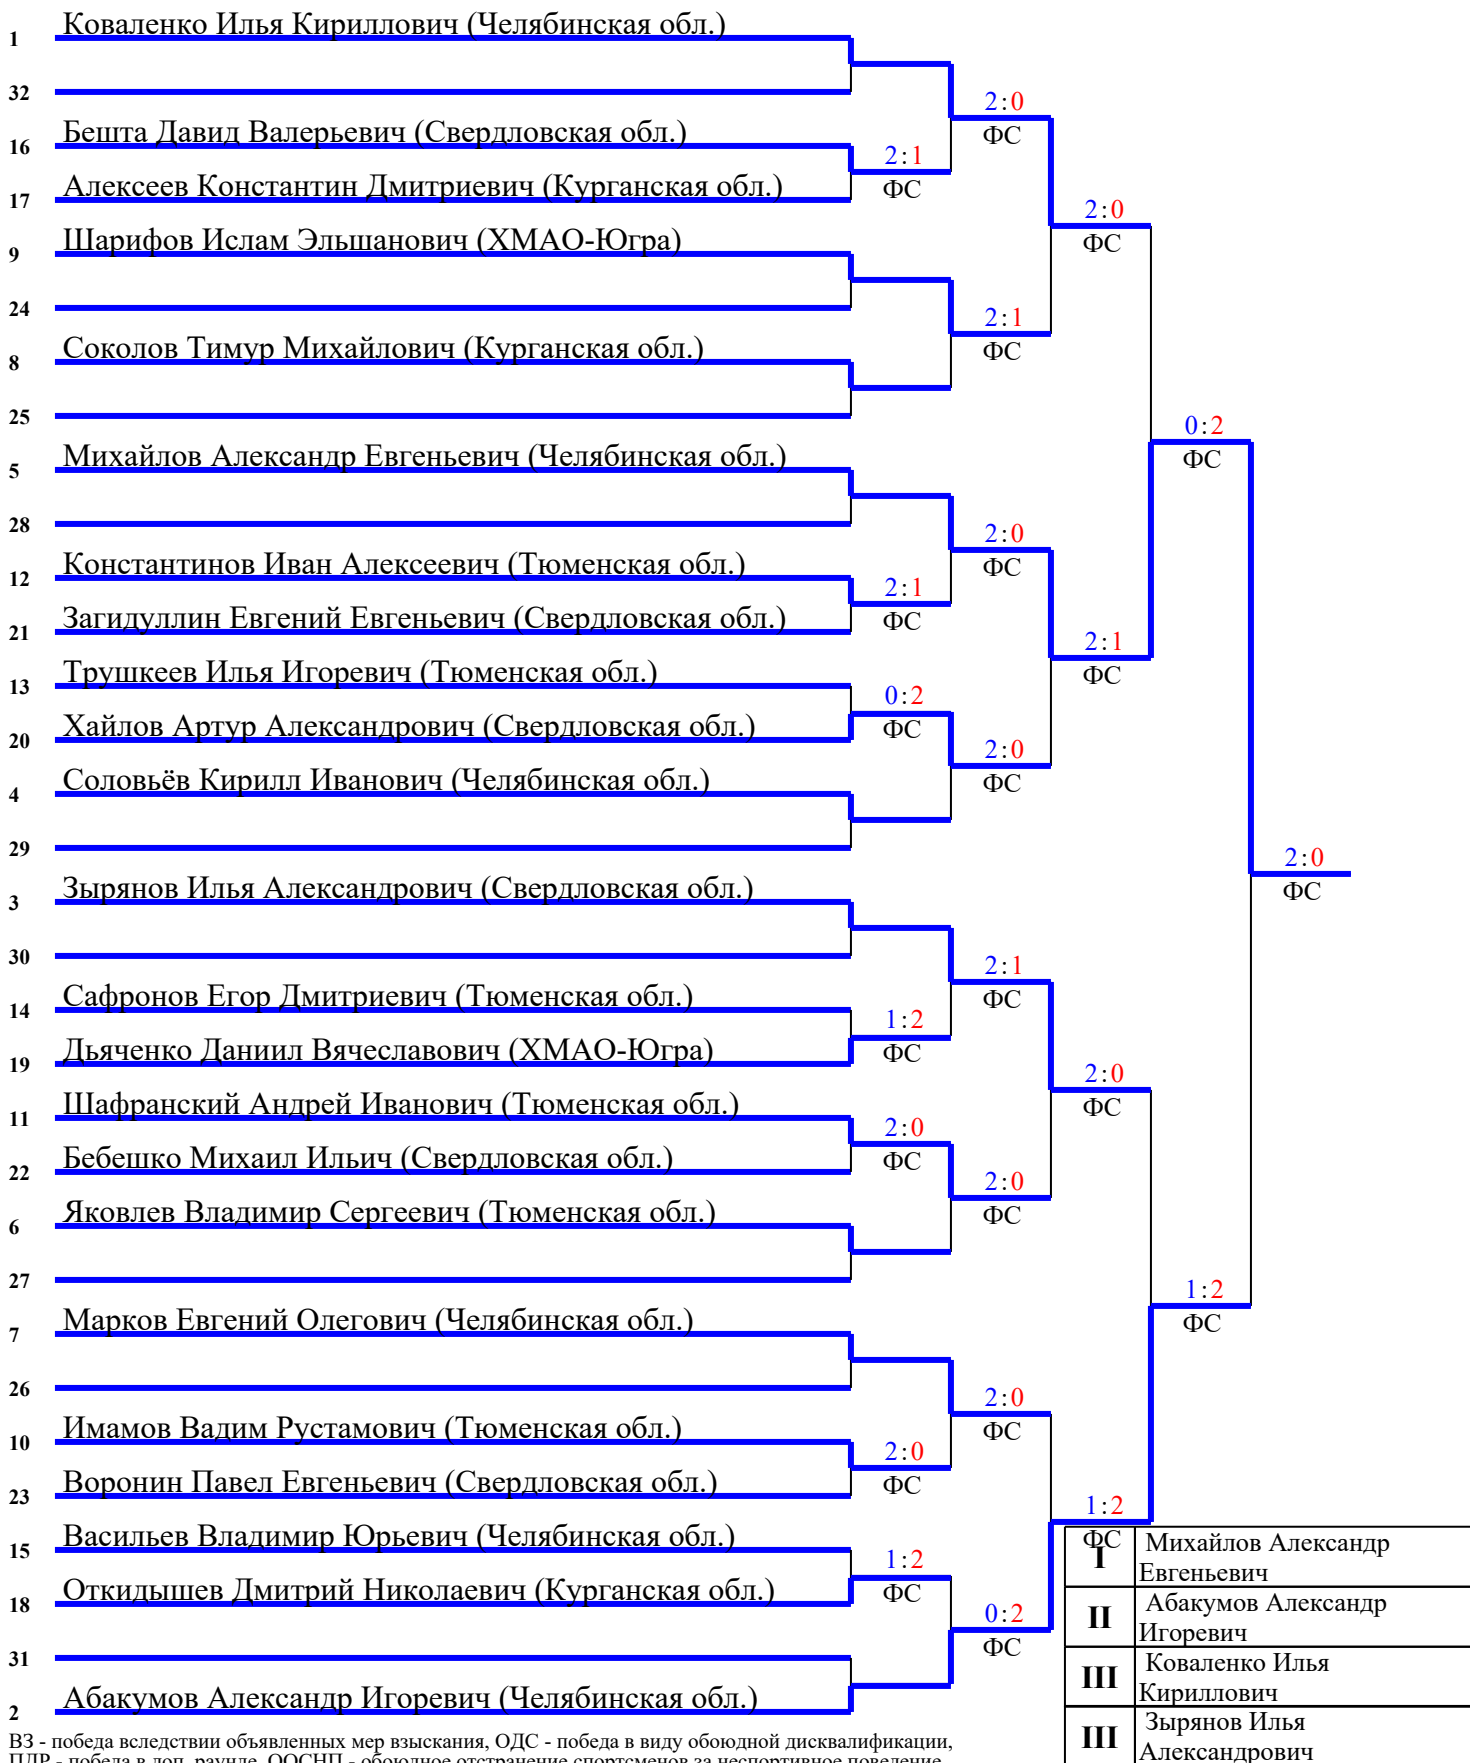 Коваленко Илья Кириллович (Челябинская обл.)
1
32
2:0
ФС
Бешта Давид Валерьевич (Свердловская обл.)
16
2:1
ФС
Алексеев Константин Дмитриевич (Курганская обл.)
17
2:0
ФС
Шарифов Ислам Эльшанович (ХМАО-Югра)
9
24
2:1
ФС
Соколов Тимур Михайлович (Курганская обл.)
8
25
0:2
ФС
Михайлов Александр Евгеньевич (Челябинская обл.)
5
28
2:0
ФС
Константинов Иван Алексеевич (Тюменская обл.)
12
2:1
ФС
Загидуллин Евгений Евгеньевич (Свердловская обл.)
21
2:1
ФС
Трушкеев Илья Игоревич (Тюменская обл.)
13
0:2
ФС
Хайлов Артур Александрович (Свердловская обл.)
20
2:0
ФС
Соловьёв Кирилл Иванович (Челябинская обл.)
4
29
2:0
ФС
Зырянов Илья Александрович (Свердловская обл.)
3
30
2:1
ФС
Сафронов Егор Дмитриевич (Тюменская обл.)
14
1:2
ФС
Дьяченко Даниил Вячеславович (ХМАО-Югра)
19
2:0
ФС
Шафранский Андрей Иванович (Тюменская обл.)
11
2:0
ФС
Бебешко Михаил Ильич (Свердловская обл.)
22
2:0
ФС
Яковлев Владимир Сергеевич (Тюменская обл.)
6
27
1:2
ФС
Марков Евгений Олегович (Челябинская обл.)
7
26
2:0
ФС
Имамов Вадим Рустамович (Тюменская обл.)
10
2:0
ФС
Воронин Павел Евгеньевич (Свердловская обл.)
23
1:2
ФС
Васильев Владимир Юрьевич (Челябинская обл.)
15
1:2
ФС
Откидышев Дмитрий Николаевич (Курганская обл.)
18
0:2
ФС
31
Абакумов Александр Игоревич (Челябинская обл.)
2
I
Михайлов Александр
Евгеньевич
II
Абакумов Александр
Игоревич
III
Коваленко Илья
Кириллович
III
Зырянов Илья
Александрович
ВЗ - победа вследствии объявленных мер взыскания, ОДС - победа в виду обоюдной дисквалификации,
ПДР - победа в доп. раунде, ООСНП - обоюдное отстранение спортсменов за неспортивное поведение